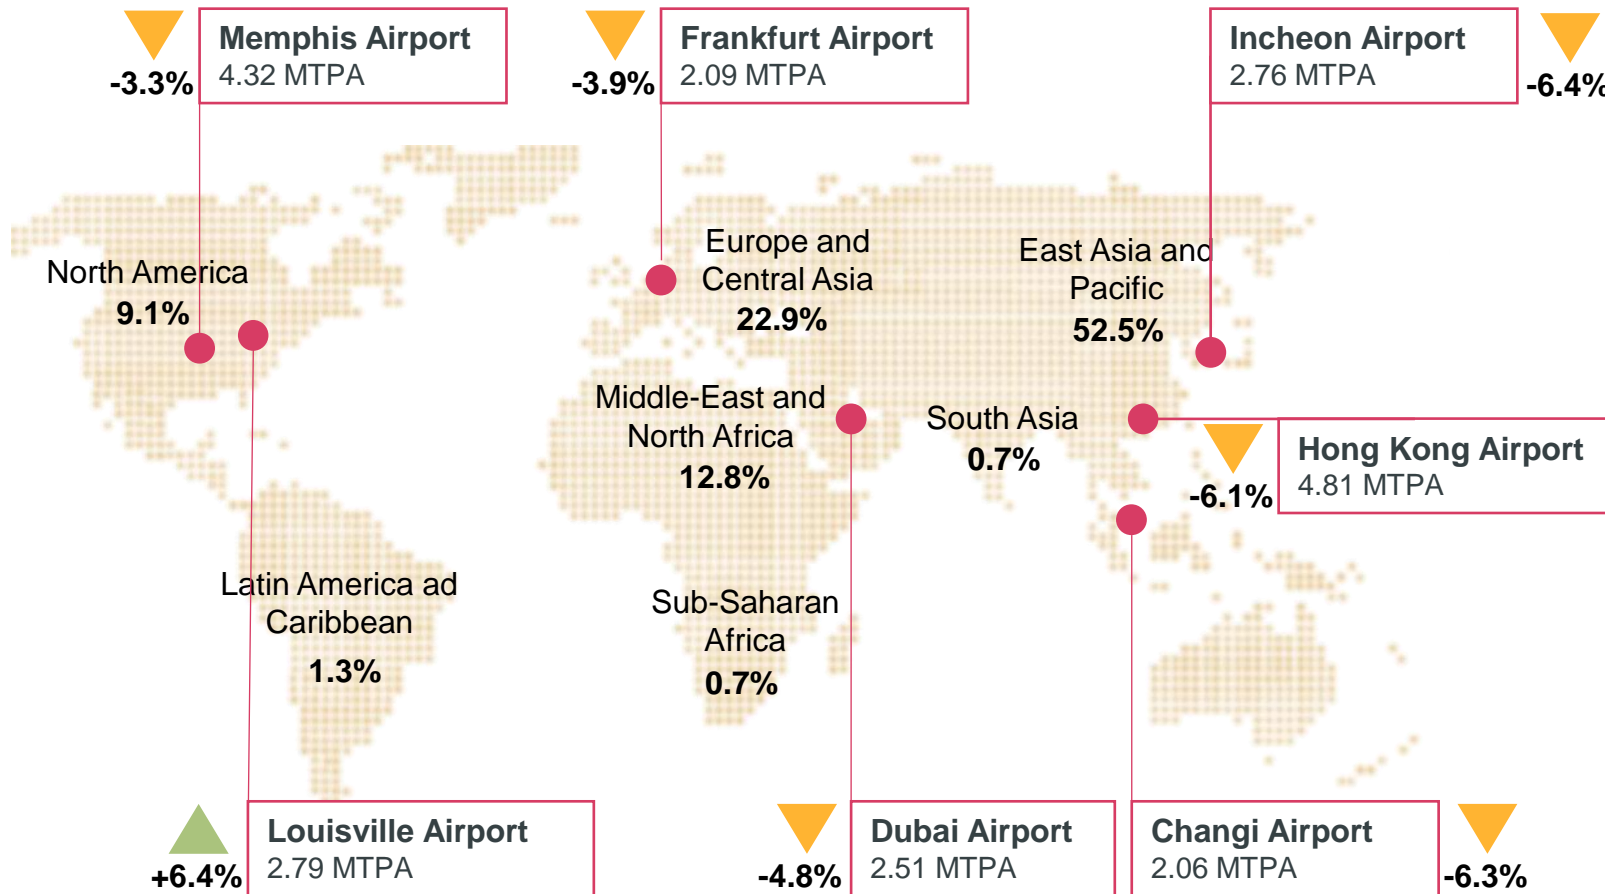 Memphis Airport
4.32 MTPA
-3.3%
Frankfurt Airport
2.09 MTPA
-3.9%
Incheon Airport
2.76 MTPA
-6.4%
North America
9.1%
Europe and
Central Asia
22.9%
East Asia and
Pacific
52.5%
Middle-East and
North Africa
12.8%
South Asia
0.7%
Hong Kong Airport
4.81 MTPA
-6.1%
Latin America ad
Caribbean
1.3%
Sub-Saharan
Africa
0.7%
Louisville Airport
2.79 MTPA
+6.4%
Dubai Airport
2.51 MTPA
-4.8%
Changi Airport
2.06 MTPA
-6.3%